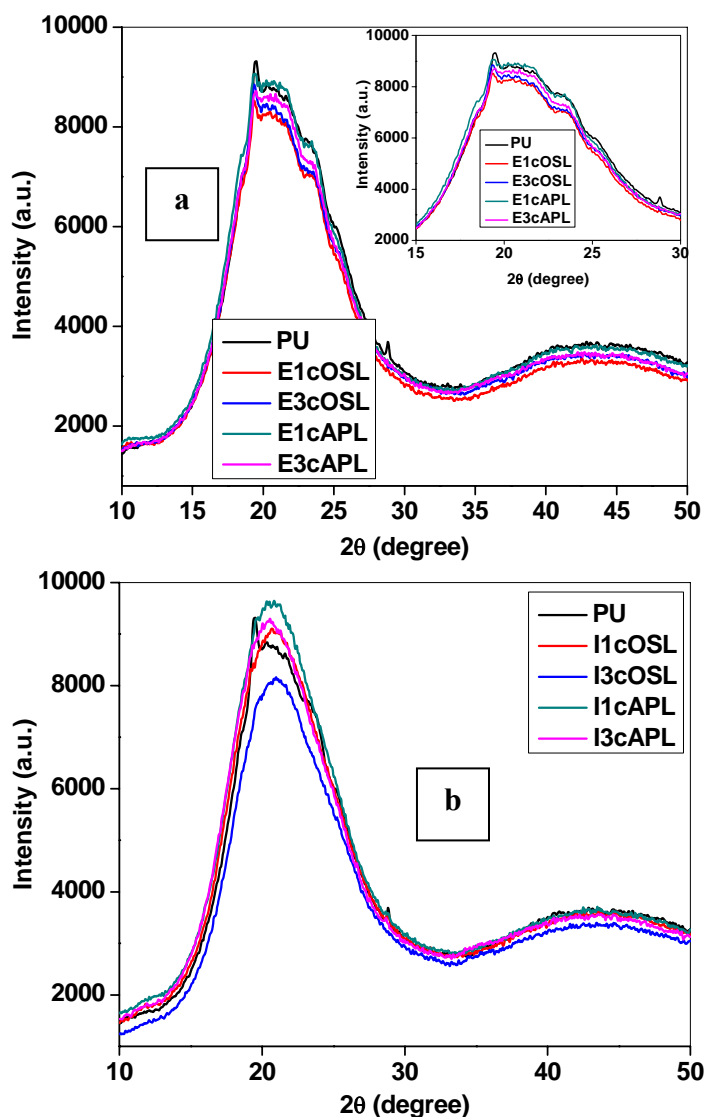 10000
8000
6000
4000
2000
Intensity (a.u.)
a
PU
E1cOSL
E3cOSL
E1cAPL
E3cAPL
10 15 20 25 30 35 40 45 50
2θ (degree)
10000
8000
6000
4000
2000
Intensity (a.u.)
PU
E1cOSL
E3cOSL
E1cAPL
E3cAPL
15 20 25 30
2θ (degree)
10000
8000
6000
4000
2000
Intensity (a.u.)
PU
I1cOSL
I3cOSL
I1cAPL
I3cAPL
b
10 20 30 40 50
2θ (degree)